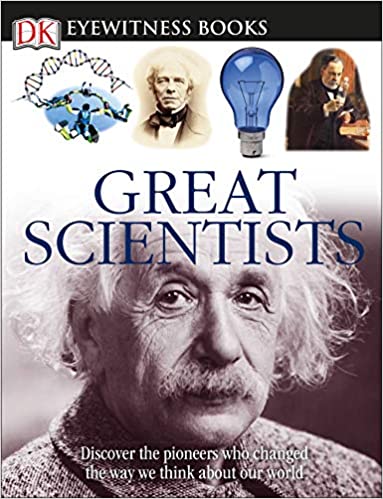 DK EYEWITNESS BOOKS
GREAT
SCIENTISTS
Discover the pioneers who changed
the way we think about our world